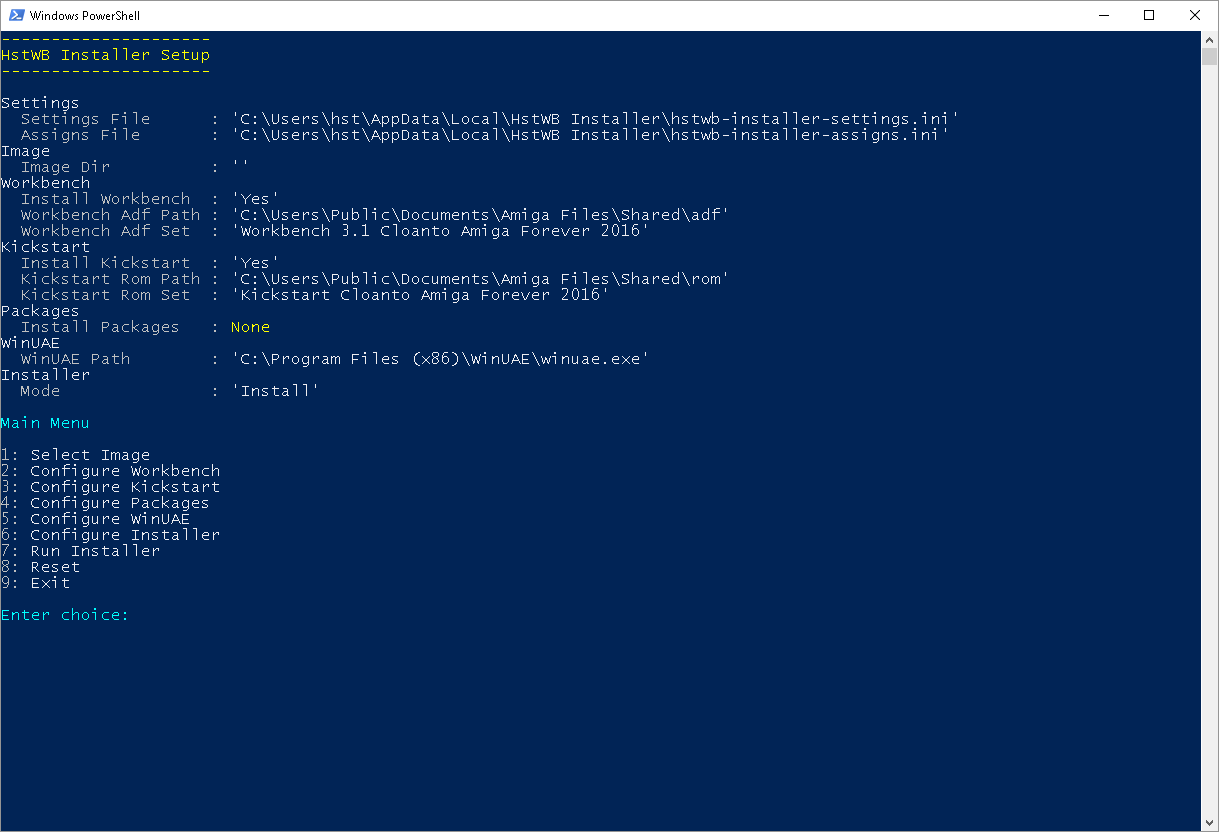 Windows PowerShell
---------------------
HstWB Installer Setup
---------------------
Settings
  Settings File      : 'C:\Users\hst\AppData\Local\HstWB Installer\hstwb-installer-settings.ini'
  Assigns File       : 'C:\Users\hst\AppData\Local\HstWB Installer\hstwb-installer-assigns.ini'
Image
  Image Dir          : ''
Workbench
  Install Workbench  : 'Yes'
  Workbench Adf Path : 'C:\Users\Public\Documents\Amiga Files\Shared\adf'
  Workbench Adf Set  : 'Workbench 3.1 Cloanto Amiga Forever 2016'
Kickstart
  Install Kickstart  : 'Yes'
  Kickstart Rom Path : 'C:\Users\Public\Documents\Amiga Files\Shared\rom'
  Kickstart Rom Set  : 'Kickstart Cloanto Amiga Forever 2016'
Packages
  Install Packages   : None
WinUAE
  WinUAE Path        : 'C:\Program Files (x86)\WinUAE\winuae.exe'
Installer
  Mode               : 'Install'
Main Menu
1: Select Image
2: Configure Workbench
3: Configure Kickstart
4: Configure Packages
5: Configure WinUAE
6: Configure Installer
7: Run Installer
8: Reset
9: Exit
Enter choice: